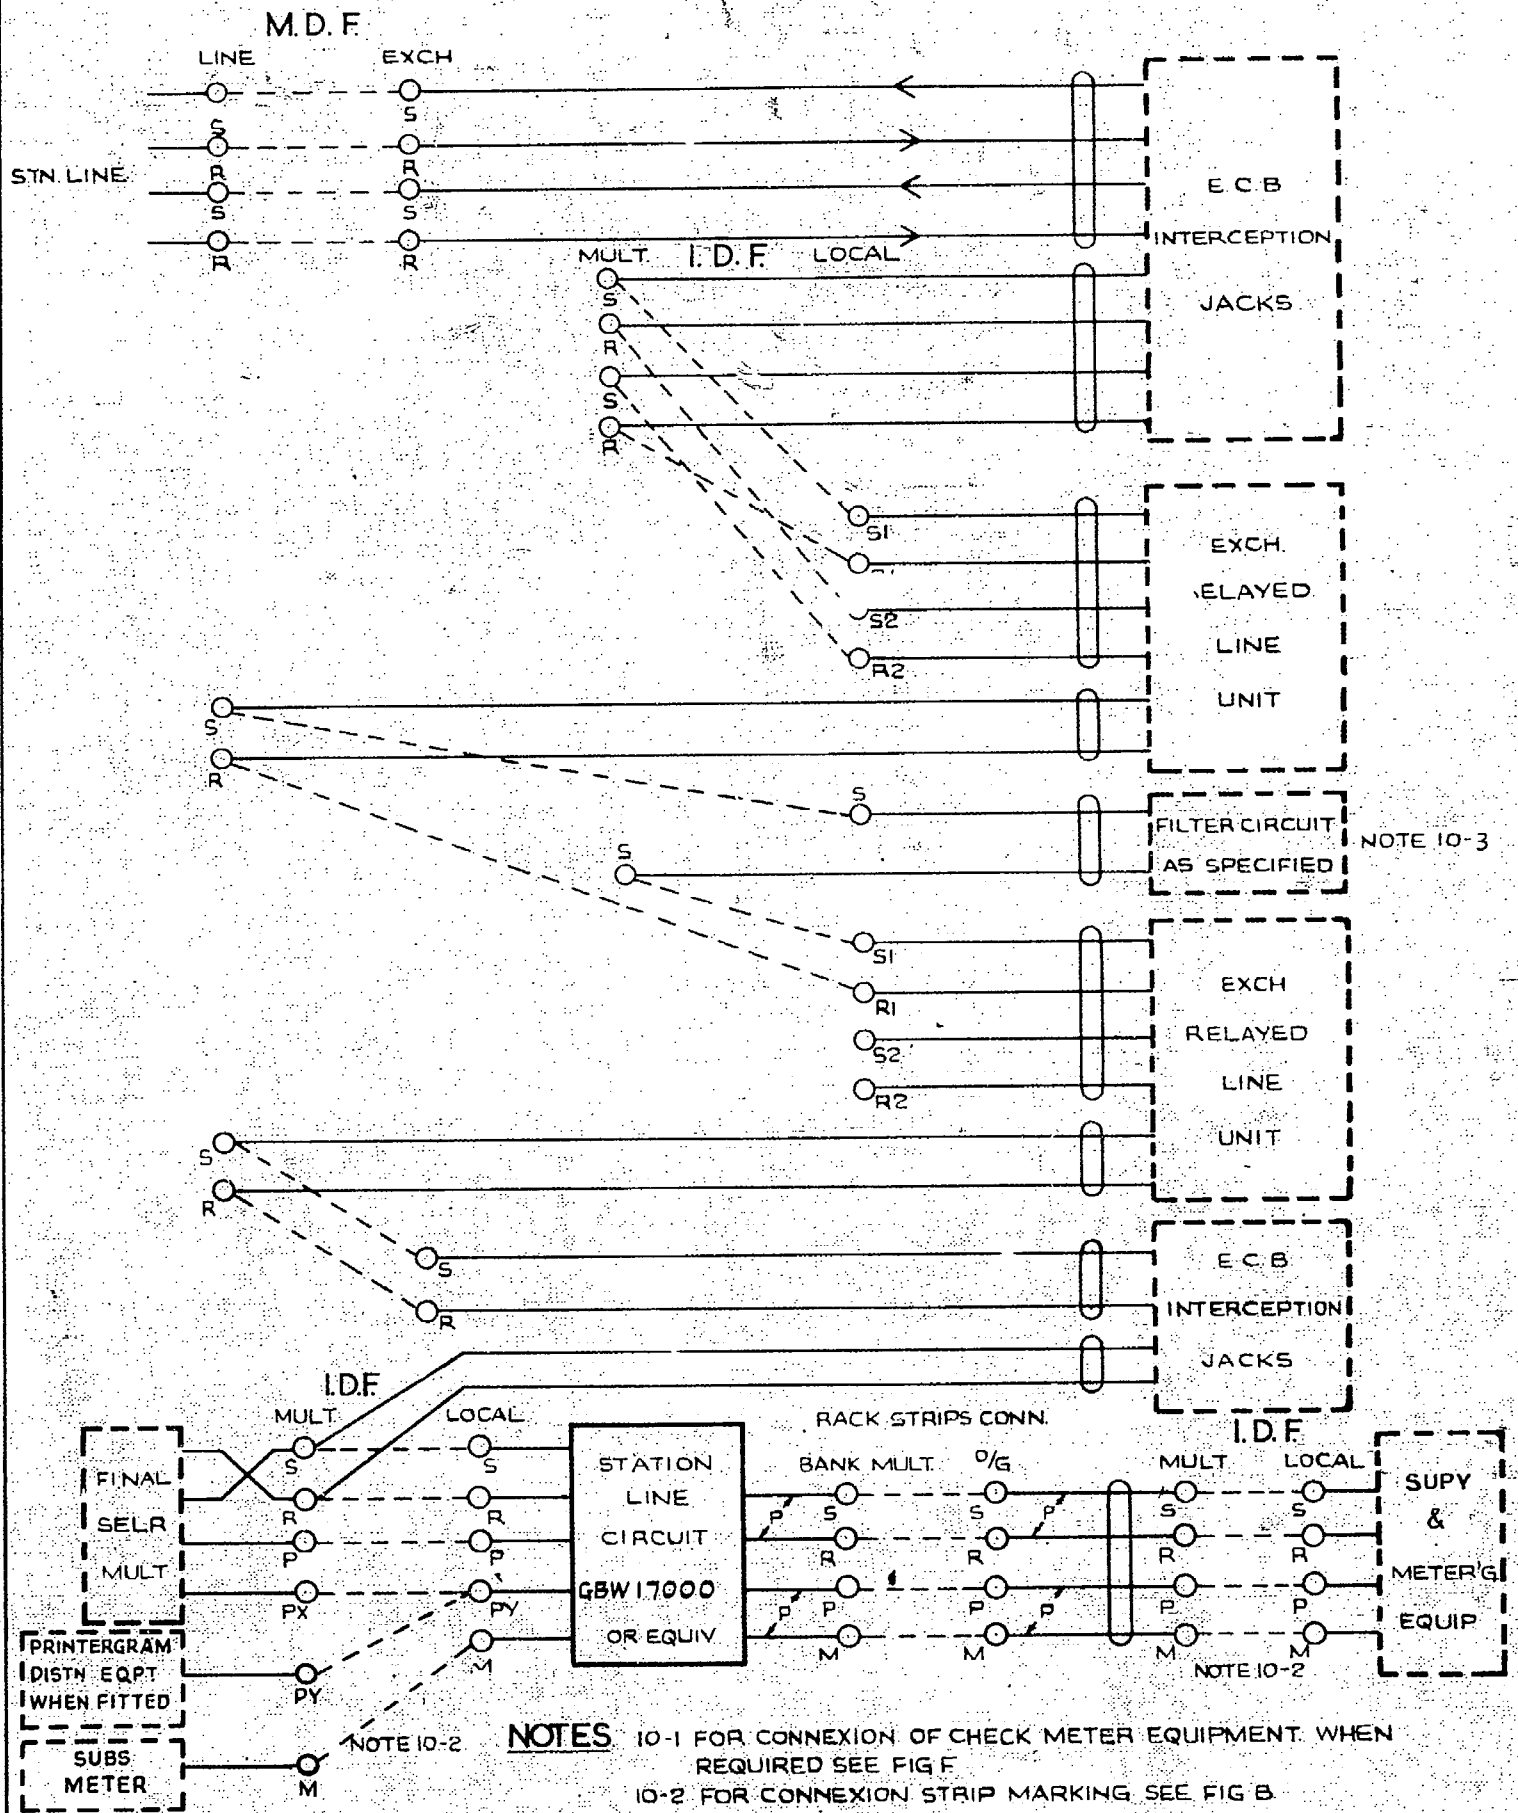 M.D.F.
LINE EXCH
S
S
R
R
STN. LINE
S
S
R
R
E.C.B
INTERCEPTION
JACKS
MULT. I.D.F. LOCAL
S
R
S
R
S1
S2
R2
EXCH.
ELAYED
LINE
UNIT
S
R
S
FILTER CIRCUIT
AS SPECIFIED
NOTE 10-3
S
S1
R1
S2
R2
EXCH
RELAYED
LINE
UNIT
S
R
S
R
E.C.B
INTERCEPTION
JACKS
I.D.F.
MULT. LOCAL
FINAL
SELR
MULT
S
R
P
PX
S
R
P
PY
M
STATION
LINE
CIRCUIT
GBW17000
OR EQUIV
RACK STRIPS CONN.
BANK MULT. O/G
P
P
S
R
P
M
S
R
P
M
P
P
I.D.F.
MULT LOCAL
S
R
P
M
S
R
P
M
NOTE 10-2
SUPY
&
METER'G
EQUIP
PRINTERGRAM
DISTN EQPT
WHEN FITTED
PY
SUBS
METER
M
NOTE 10-2
NOTES 10-1 FOR CONNEXION OF CHECK METER EQUIPMENT WHEN
REQUIRED SEE FIG F
10-2 FOR CONNEXION STRIP MARKING SEE FIG B